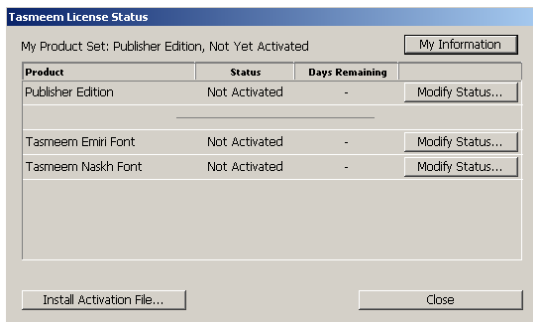 Tasmeem License Status
My Product Set: Publisher Edition, Not Yet Activated My Information
Product Status Days Remaining
Publisher Edition Not Activated - Modify Status...
Tasmeem Emiri Font Not Activated - Modify Status...
Tasmeem Naskh Font Not Activated - Modify Status...
Install Activation File... Close